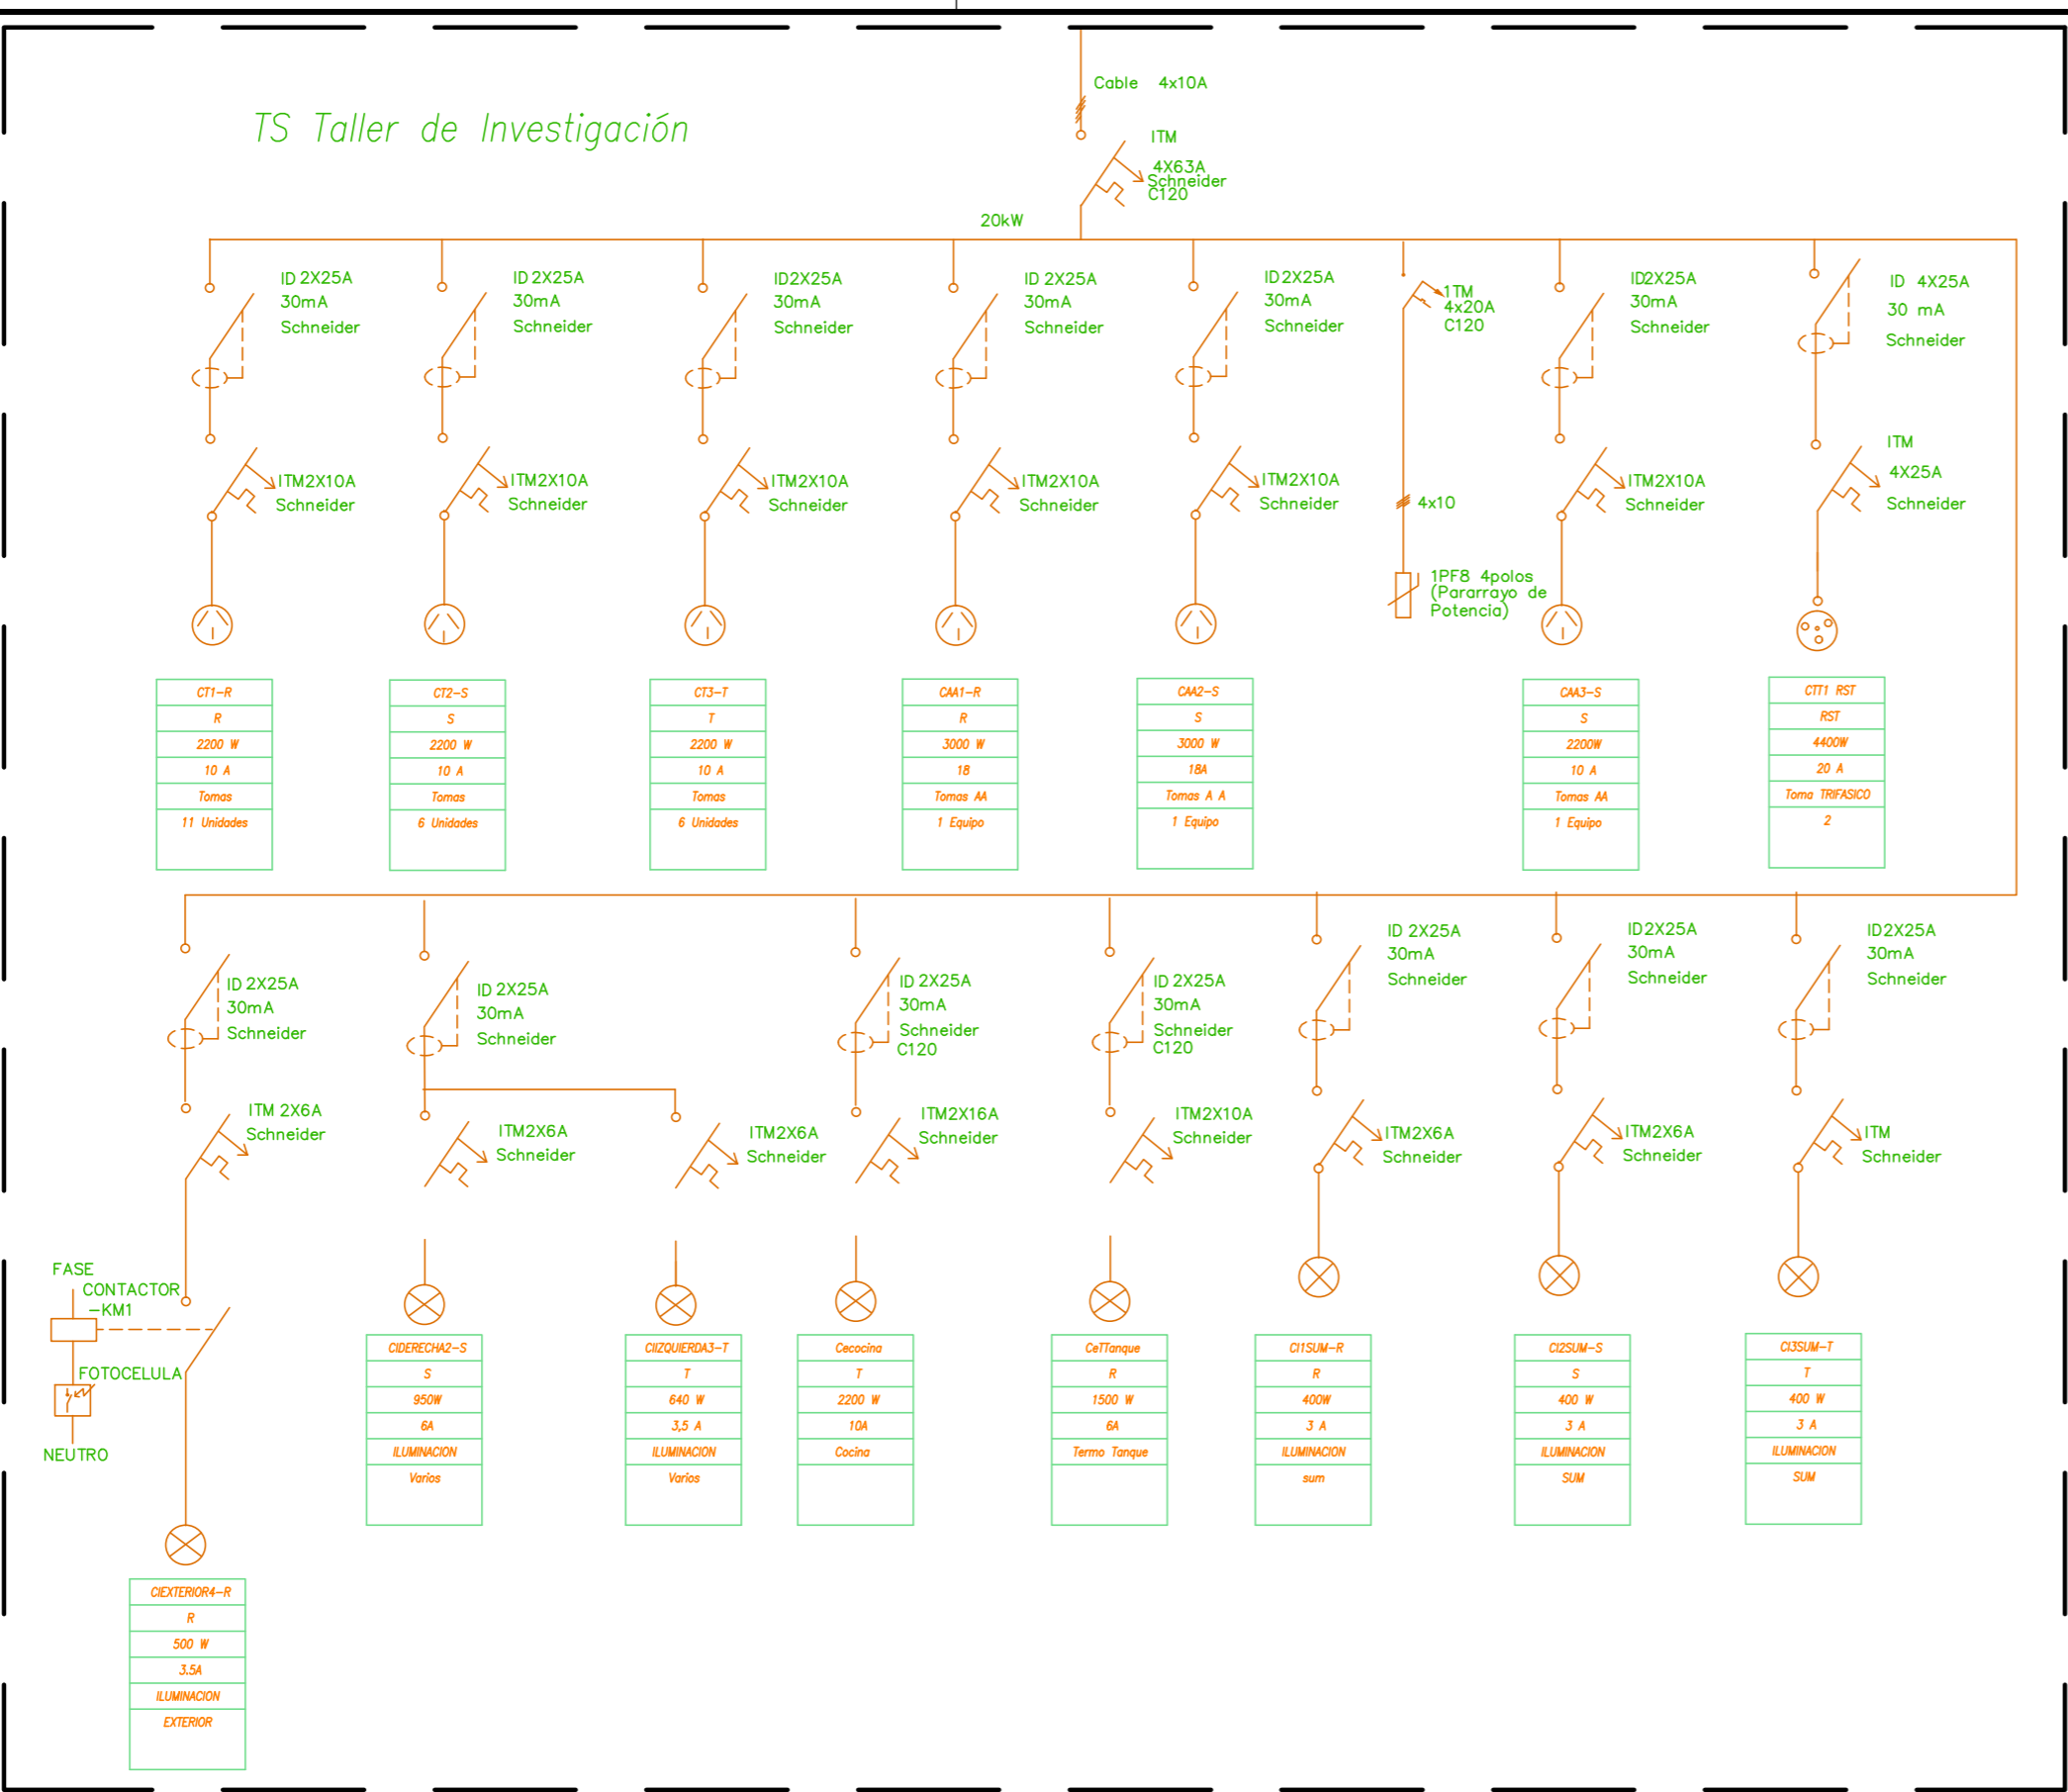 Cable 4x10A
TS Taller de Investigación
ITM
4X63A
Schneider
C120
20kW
ID 2X25A
30mA
Schneider
ID 2X25A
30mA
Schneider
ID2X25A
30mA
Schneider
ID 2X25A
30mA
Schneider
ID 2X25A
30mA
Schneider
1TM
4x20A
C120
ID2X25A
30mA
Schneider
ID 4X25A
30 mA
Schneider
ITM2X10A
Schneider
ITM2X10A
Schneider
ITM2X10A
Schneider
ITM2X10A
Schneider
ITM2X10A
Schneider
4x10
ITM2X10A
Schneider
ITM
4X25A
Schneider
1PF8 4polos
(Pararrayo de
Potencia)
CT1-R
R
2200 W
10 A
Tomas
11 Unidades
CT2-S
S
2200 W
10 A
Tomas
6 Unidades
CT3-T
T
2200 W
10 A
Tomas
6 Unidades
CAA1-R
R
3000 W
18
Tomas AA
1 Equipo
CAA2-S
S
3000 W
18A
Tomas A A
1 Equipo
CAA3-S
S
2200W
10 A
Tomas AA
1 Equipo
CTT1 RST
RST
4400W
20 A
Toma TRIFASICO
2
ID 2X25A
30mA
Schneider
ID 2X25A
30mA
Schneider
ID 2X25A
30mA
Schneider
C120
ID 2X25A
30mA
Schneider
C120
ID 2X25A
30mA
Schneider
ID2X25A
30mA
Schneider
ID2X25A
30mA
Schneider
ITM 2X6A
Schneider
ITM2X6A
Schneider
ITM2X6A
Schneider
ITM2X16A
Schneider
ITM2X10A
Schneider
ITM2X6A
Schneider
ITM2X6A
Schneider
ITM
Schneider
FASE
CONTACTOR
-KM1
FOTOCELULA
NEUTRO
CIDERECHA2-S
S
950W
6A
ILUMINACION
Varios
CIIZQUIERDA3-T
T
640 W
3,5 A
ILUMINACION
Varios
Cecocina
T
2200 W
10A
Cocina
CeTTanque
R
1500 W
6A
Termo Tanque
CI1SUM-R
R
400W
3 A
ILUMINACION
sum
CI2SUM-S
S
400 W
3 A
ILUMINACION
SUM
CI3SUM-T
T
400 W
3 A
ILUMINACION
SUM
CIEXTERIOR4-R
R
500 W
3.5A
ILUMINACION
EXTERIOR